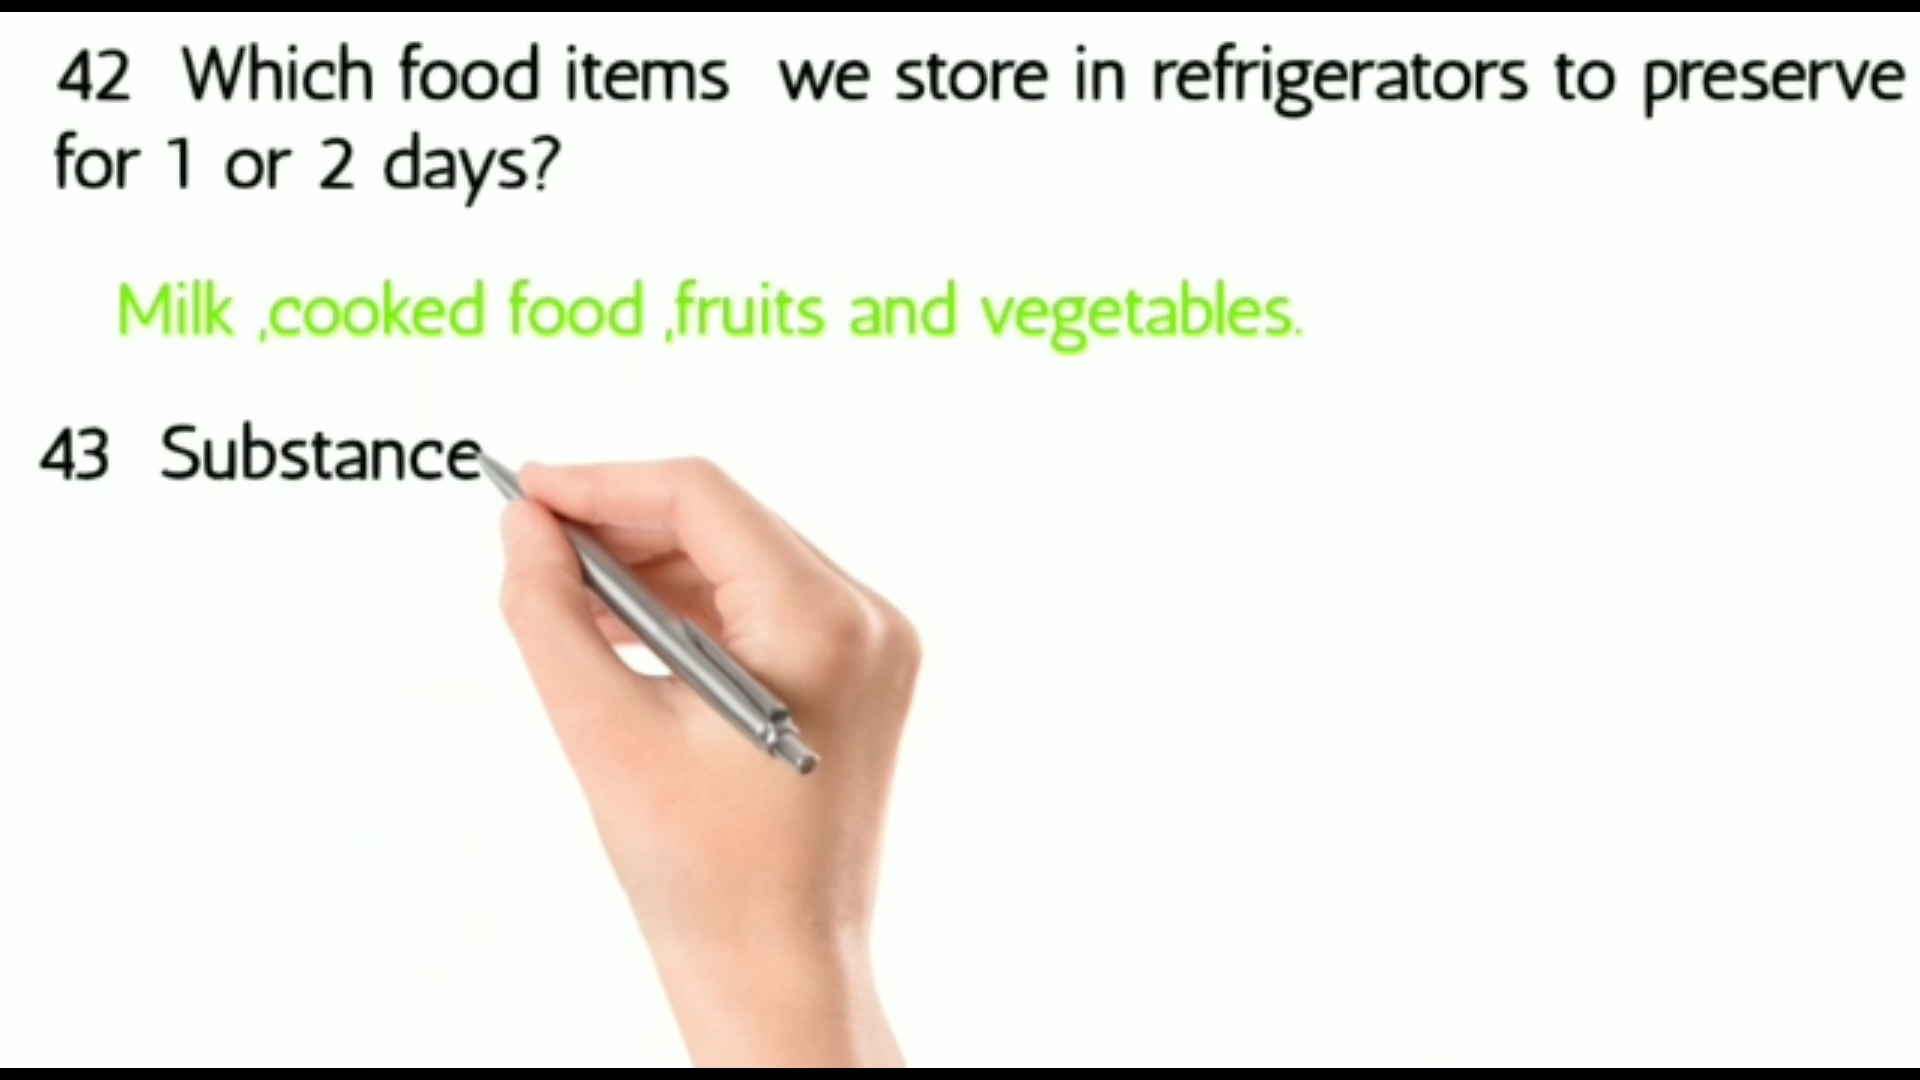 42 Which food items we store in refrigerators to preserve
for 1 or 2 days?
Milk ,cooked food ,fruits and vegetables.
43 Substance